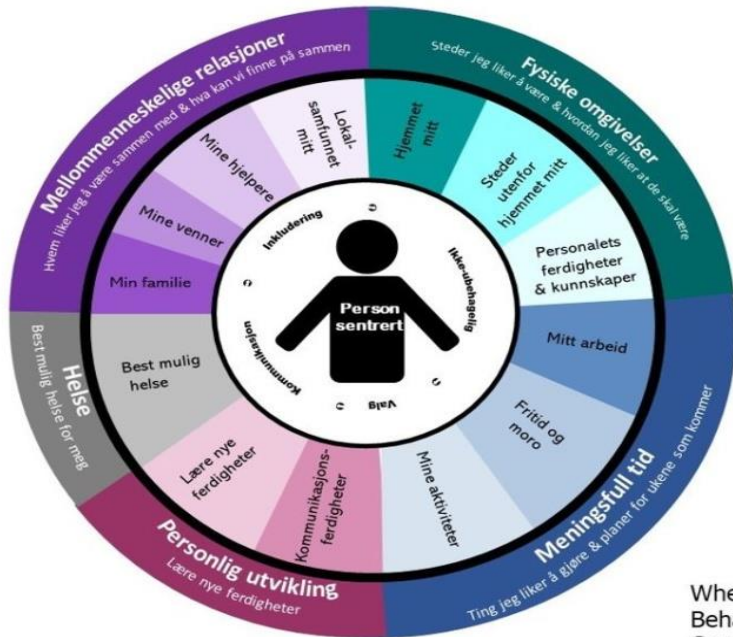 Mellommenneskelige relasjoner
Hvem liker jeg å være sammen med & hva kan vi finne på sammen
Fysiske omgivelser
Steder jeg liker å være & hvordan jeg liker at de skal være
Meningsfull tid
Ting jeg liker å gjøre & planer for ukene som kommer
Personlig utvikling
Lære nye ferdigheter
Helse
Best mulig helse for meg
Hjemmet
mitt
Steder
utenfor
hjemmet mitt
Personalets
ferdigheter
& kunnskaper
Mitt arbeid
Fritid og
moro
Mine aktiviteter
Kommunikasjons-
ferdigheter
Lære nye
ferdigheter
Best mulig
helse
Min familie
Mine venner
Mine hjelpere
Lokal-
samfunnet
mitt
Inkludering
Ikke-ubehagelig
Valg
Kommunikasjon
Person
sentrert
Whe
Beha